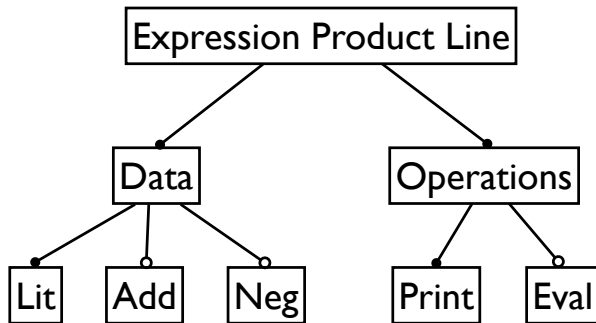 Expression Product Line
Data
Operations
Lit
Add
Neg
Print
Eval